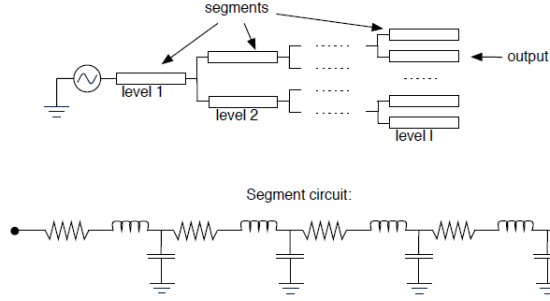 segments
output
level 1
level 2
level l
Segment circuit: